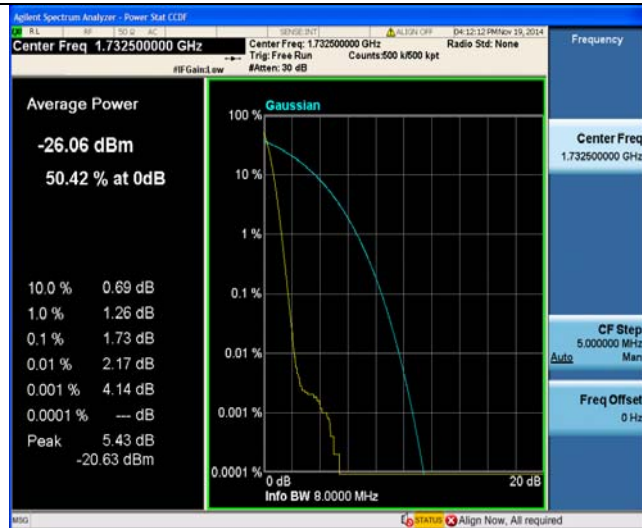 Agilent Spectrum Analyzer - Power Stat CCDF
RL RF 50 Ω AC SENSE:INT ALIGN OFF 04:12:12 PM Nov 19, 2014
Center Freq 1.732500000 GHz
Center Freq: 1.732500000 GHz
Radio Std: None
Trig: Free Run Counts:500 k/500 kpt
#IFGain:Low #Atten: 30 dB
Frequency
Average Power
-26.06 dBm
50.42 % at 0dB
10.0 % 0.69 dB
1.0 % 1.26 dB
0.1 % 1.73 dB
0.01 % 2.17 dB
0.001 % 4.14 dB
0.0001 % --- dB
Peak 5.43 dB
-20.63 dBm
Gaussian
100 %
10 %
1 %
0.1 %
0.01 %
0.001 %
0.0001 %
0 dB 20 dB
Info BW 8.0000 MHz
Center Freq
1.732500000 GHz
CF Step
5.000000 MHz
Auto Man
Freq Offset
0 Hz
MSG STATUS Align Now, All required